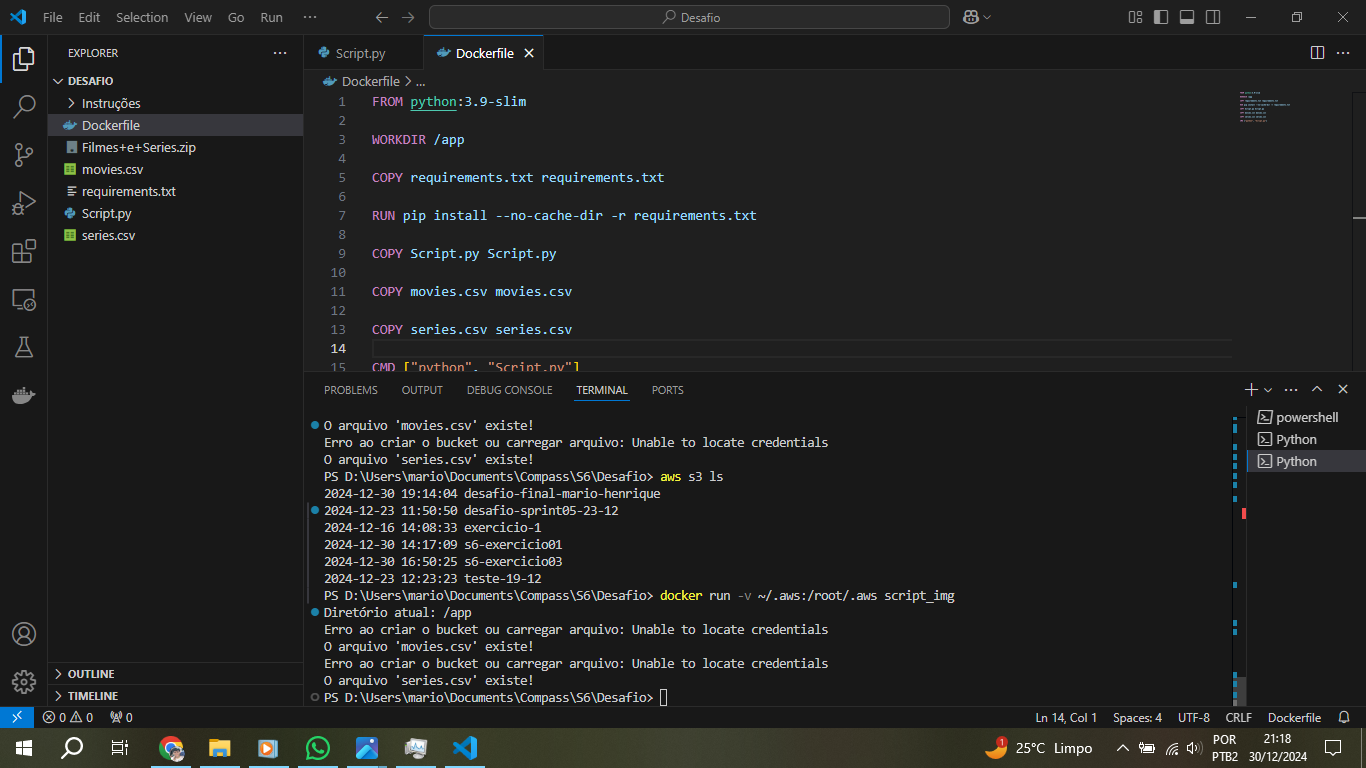 File Edit Selection View Go Run ··· Desafio
EXPLORER ···
DESAFIO
Instruções
Dockerfile
Filmes+e+Series.zip
movies.csv
requirements.txt
Script.py
series.csv
OUTLINE
TIMELINE
Script.py Dockerfile ···
Dockerfile > ...
1 FROM python:3.9-slim
2
3 WORKDIR /app
4
5 COPY requirements.txt requirements.txt
6
7 RUN pip install --no-cache-dir -r requirements.txt
8
9 COPY Script.py Script.py
10
11 COPY movies.csv movies.csv
12
13 COPY series.csv series.csv
14
15 CMD ["python", "Script.py"]
PROBLEMS OUTPUT DEBUG CONSOLE TERMINAL PORTS ···
O arquivo 'movies.csv' existe!
Erro ao criar o bucket ou carregar arquivo: Unable to locate credentials
O arquivo 'series.csv' existe!
PS D:\Users\mario\Documents\Compass\S6\Desafio> aws s3 ls
2024-12-30 19:14:04 desafio-final-mario-henrique
2024-12-23 11:50:50 desafio-sprint05-23-12
2024-12-16 14:08:33 exercicio-1
2024-12-30 14:17:09 s6-exercicio01
2024-12-30 16:50:25 s6-exercicio03
2024-12-23 12:23:23 teste-19-12
PS D:\Users\mario\Documents\Compass\S6\Desafio> docker run -v ~/.aws:/root/.aws script_img
Diretório atual: /app
Erro ao criar o bucket ou carregar arquivo: Unable to locate credentials
O arquivo 'movies.csv' existe!
Erro ao criar o bucket ou carregar arquivo: Unable to locate credentials
O arquivo 'series.csv' existe!
PS D:\Users\mario\Documents\Compass\S6\Desafio>
powershell
Python
Python
0 0 0 Ln 14, Col 1 Spaces: 4 UTF-8 CRLF Dockerfile
1 25°C Limpo POR 21:18
PTB2 30/12/2024